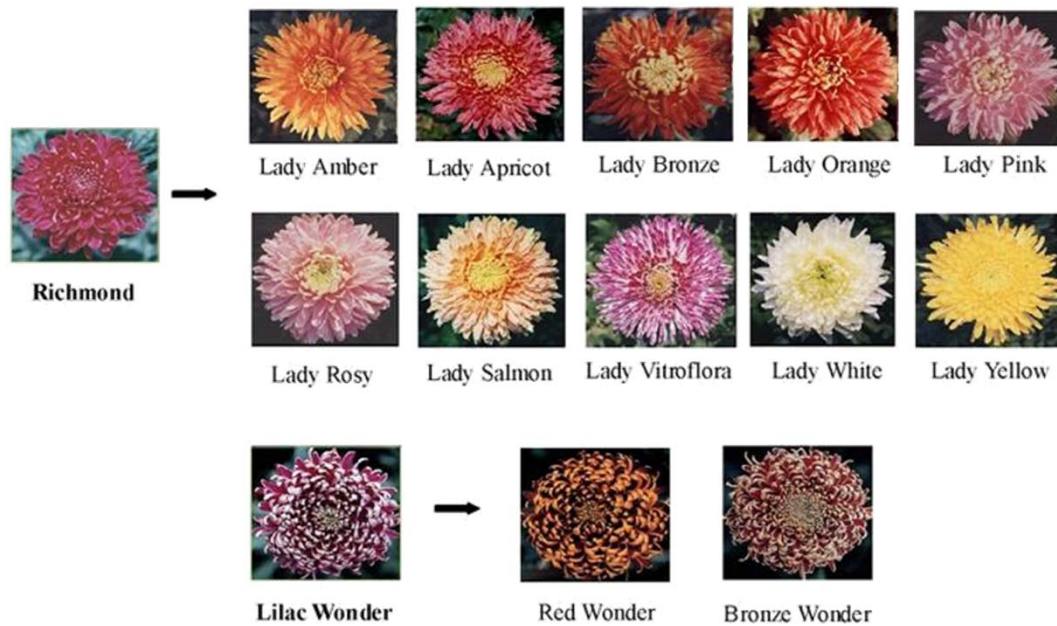 Lady Amber
Lady Apricot
Lady Bronze
Lady Orange
Lady Pink
Richmond
Lady Rosy
Lady Salmon
Lady Vitroflora
Lady White
Lady Yellow
Lilac Wonder
Red Wonder
Bronze Wonder